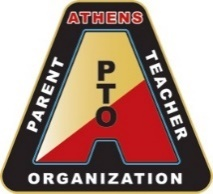 ATHENS
PARENT
TEACHER
PTO
ORGANIZATION